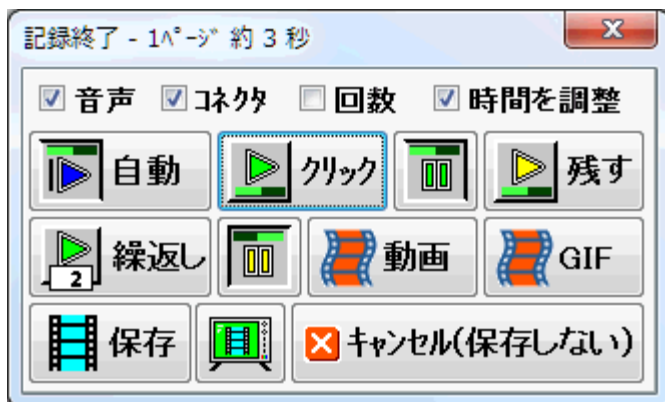 記録終了 - 1ﾍﾟｰｼﾞ 約 3 秒
音声 ｺﾈｸﾀ 回数 時間を調整
自動 ｸﾘｯｸ 残す
2 繰返し 動画 GIF
保存 ｷｬﾝｾﾙ(保存しない)